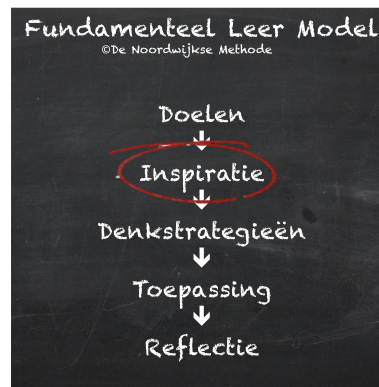 Fundamenteel Leer Model
©De Noordwijkse Methode
Doelen
Inspiratie
Denkstrategieën
Toepassing
Reflectie